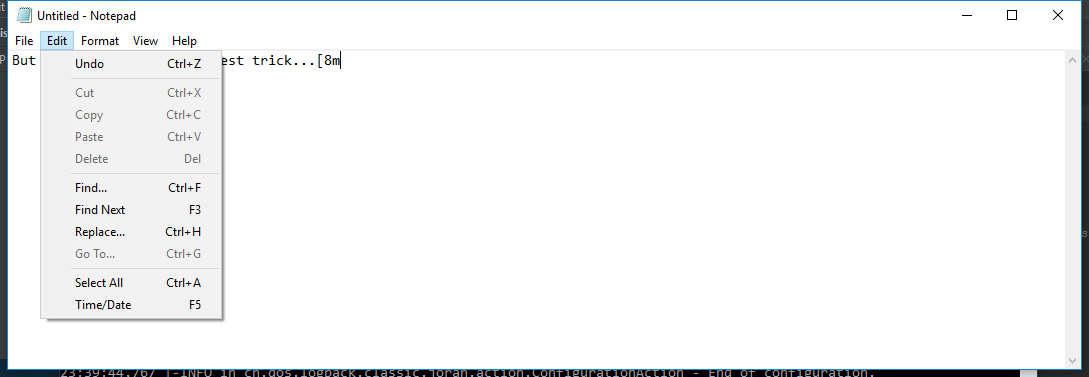 Untitled - Notepad
File Edit Format View Help
But est trick...[8m
Undo Ctrl+Z
Cut Ctrl+X
Copy Ctrl+C
Paste Ctrl+V
Delete Del
Find... Ctrl+F
Find Next F3
Replace... Ctrl+H
Go To... Ctrl+G
Select All Ctrl+A
Time/Date F5
23:39:44,767 |-INFO in ch.qos.logback.classic.joran.action.ConfigurationAction - End of configuration.